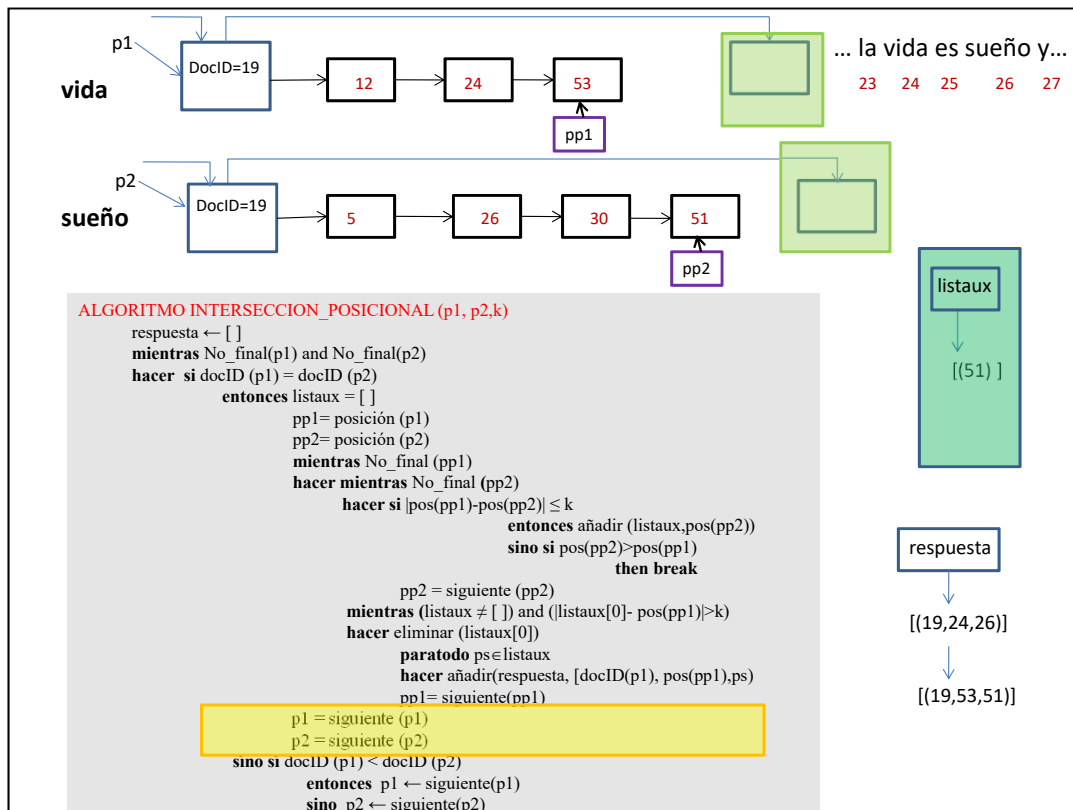 p1
DocID=19
vida
12 24 53
pp1
... la vida es sueño y...
23 24 25 26 27
p2
DocID=19
sueño
5 26 30 51
pp2
listaux
[(51) ]
ALGORITMO INTERSECCION_POSICIONAL (p1, p2,k)
respuesta ← [ ]
mientras No_final(p1) and No_final(p2)
hacer si docID (p1) = docID (p2)
entonces listaux = [ ]
pp1= posición (p1)
pp2= posición (p2)
mientras No_final (pp1)
hacer mientras No_final (pp2)
hacer si |pos(pp1)-pos(pp2)| ≤ k
entonces añadir (listaux,pos(pp2))
sino si pos(pp2)>pos(pp1)
then break
pp2 = siguiente (pp2)
mientras (listaux ≠ [ ]) and (|listaux[0]- pos(pp1)|>k)
hacer eliminar (listaux[0])
paratodo ps∈listaux
hacer añadir(respuesta, [docID(p1), pos(pp1),ps)
pp1= siguiente(pp1)
p1 = siguiente (p1)
p2 = siguiente (p2)
sino si docID (p1) < docID (p2)
entonces p1 ← siguiente(p1)
sino p2 ← siguiente(p2)
respuesta
[(19,24,26)]
[(19,53,51)]